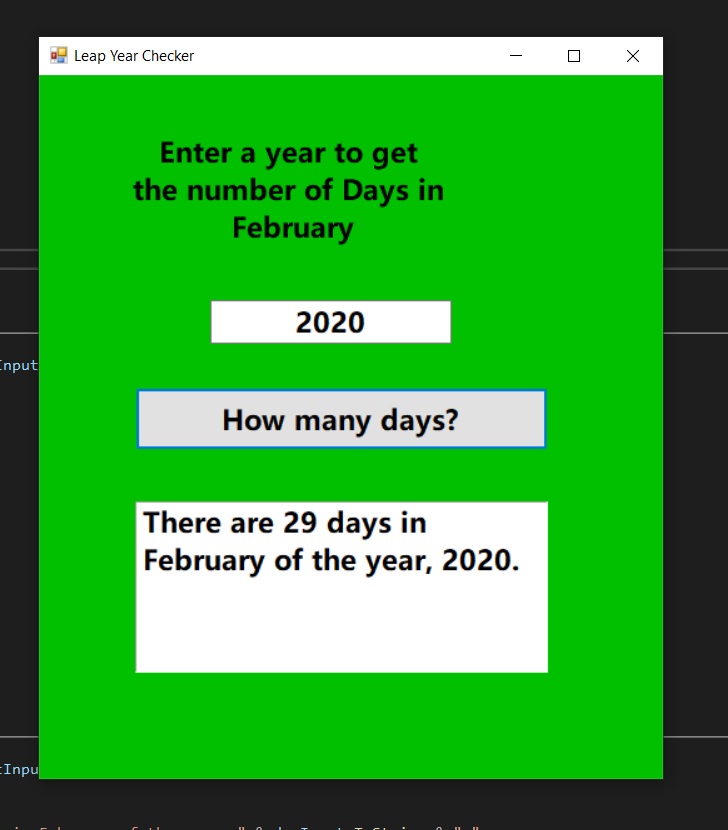 Leap Year Checker
Enter a year to get
the number of Days in
February
2020
Input
How many days?
There are 29 days in
February of the year, 2020.